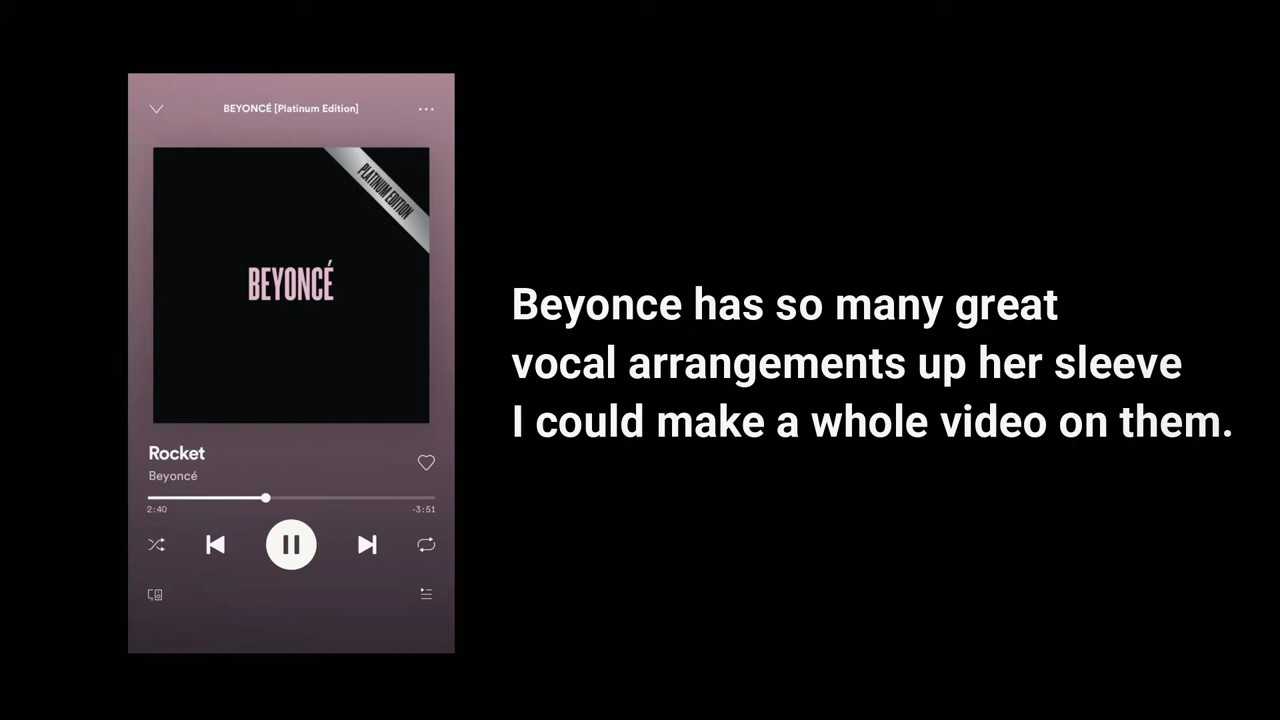 BEYONCÉ [Platinum Edition]
PLATINUM EDITION
BEYONCÉ
Rocket
Beyoncé
2:40
-3:51
Beyonce has so many great
vocal arrangements up her sleeve
I could make a whole video on them.